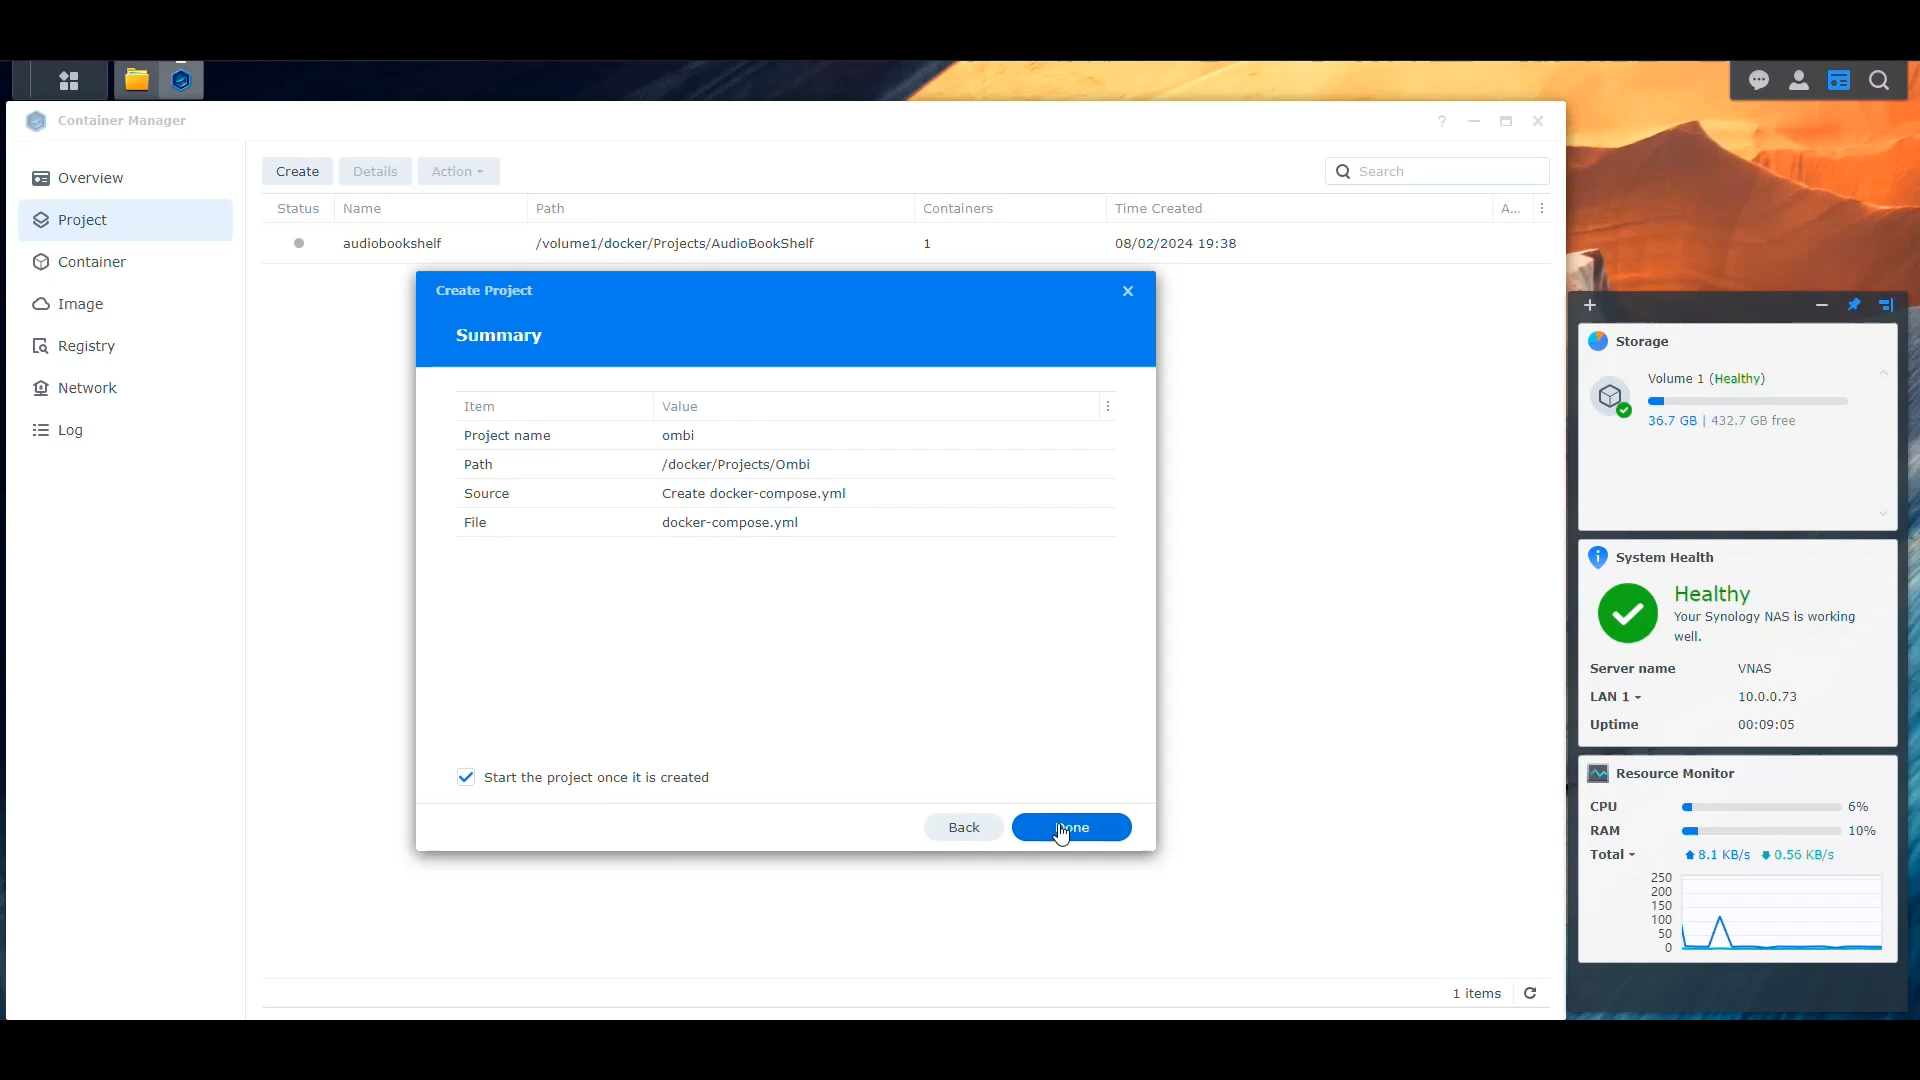 Container Manager
?
Overview
Project
Container
Image
Registry
Network
Log
Create Details Action
Search
Status Name Path Containers Time Created A...
audiobookshelf /volume1/docker/Projects/AudioBookShelf 1 08/02/2024 19:38
Create Project
Summary
Item Value
Project name ombi
Path /docker/Projects/Ombi
Source Create docker-compose.yml
File docker-compose.yml
Start the project once it is created
Back
1 items
Storage
Volume 1 (Healthy)
36.7 GB | 432.7 GB free
System Health
Healthy
Your Synology NAS is working
well.
Server name VNAS
LAN 1 10.0.0.73
Uptime 00:09:05
Resource Monitor
CPU 6%
RAM 10%
Total 8.1 KB/s 0.56 KB/s
250
200
150
100
50
0